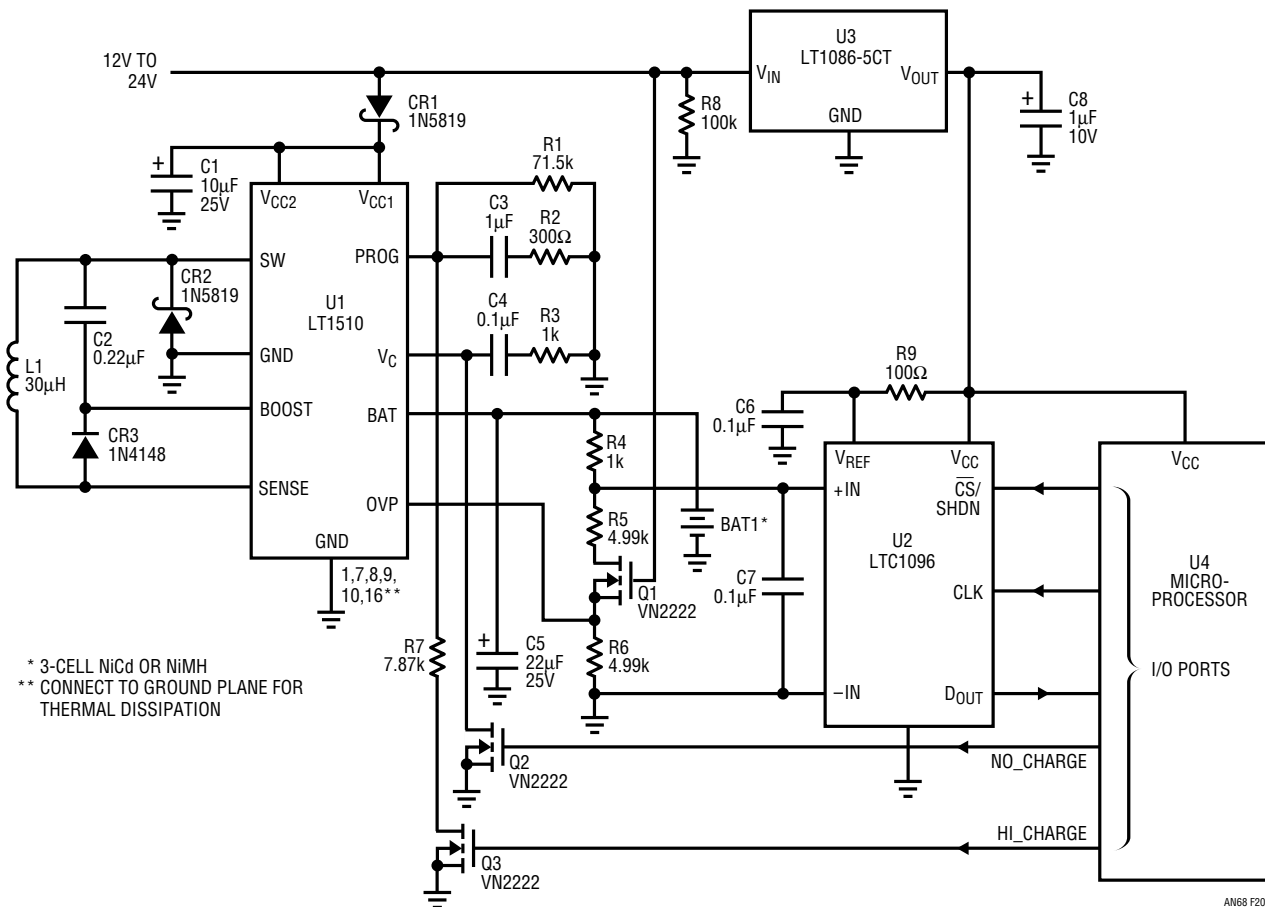 12V TO
24V
CR1
1N5819
U3
LT1086-5CT
VIN
VOUT
GND
R8
100k
+
C8
1µF
10V
+
C1
10µF
25V
VCC2
VCC1
R1
71.5k
C3
1µF
R2
300Ω
SW
PROG
CR2
1N5819
U1
LT1510
C4
0.1µF
R3
1k
C2
0.22µF
L1
30µH
GND
VC
BOOST
BAT
CR3
1N4148
SENSE
OVP
GND
1,7,8,9,
10,16**
R4
1k
R5
4.99k
BAT1*
Q1
VN2222
R6
4.99k
+
C5
22µF
25V
R7
7.87k
R9
100Ω
C6
0.1µF
VREF
VCC
+IN
CS/
SHDN
U2
LTC1096
C7
0.1µF
CLK
–IN
DOUT
VCC
U4
MICRO-
PROCESSOR
I/O PORTS
* 3-CELL NiCd OR NiMH
** CONNECT TO GROUND PLANE FOR
THERMAL DISSIPATION
Q2
VN2222
NO_CHARGE
Q3
VN2222
HI_CHARGE
AN68 F20